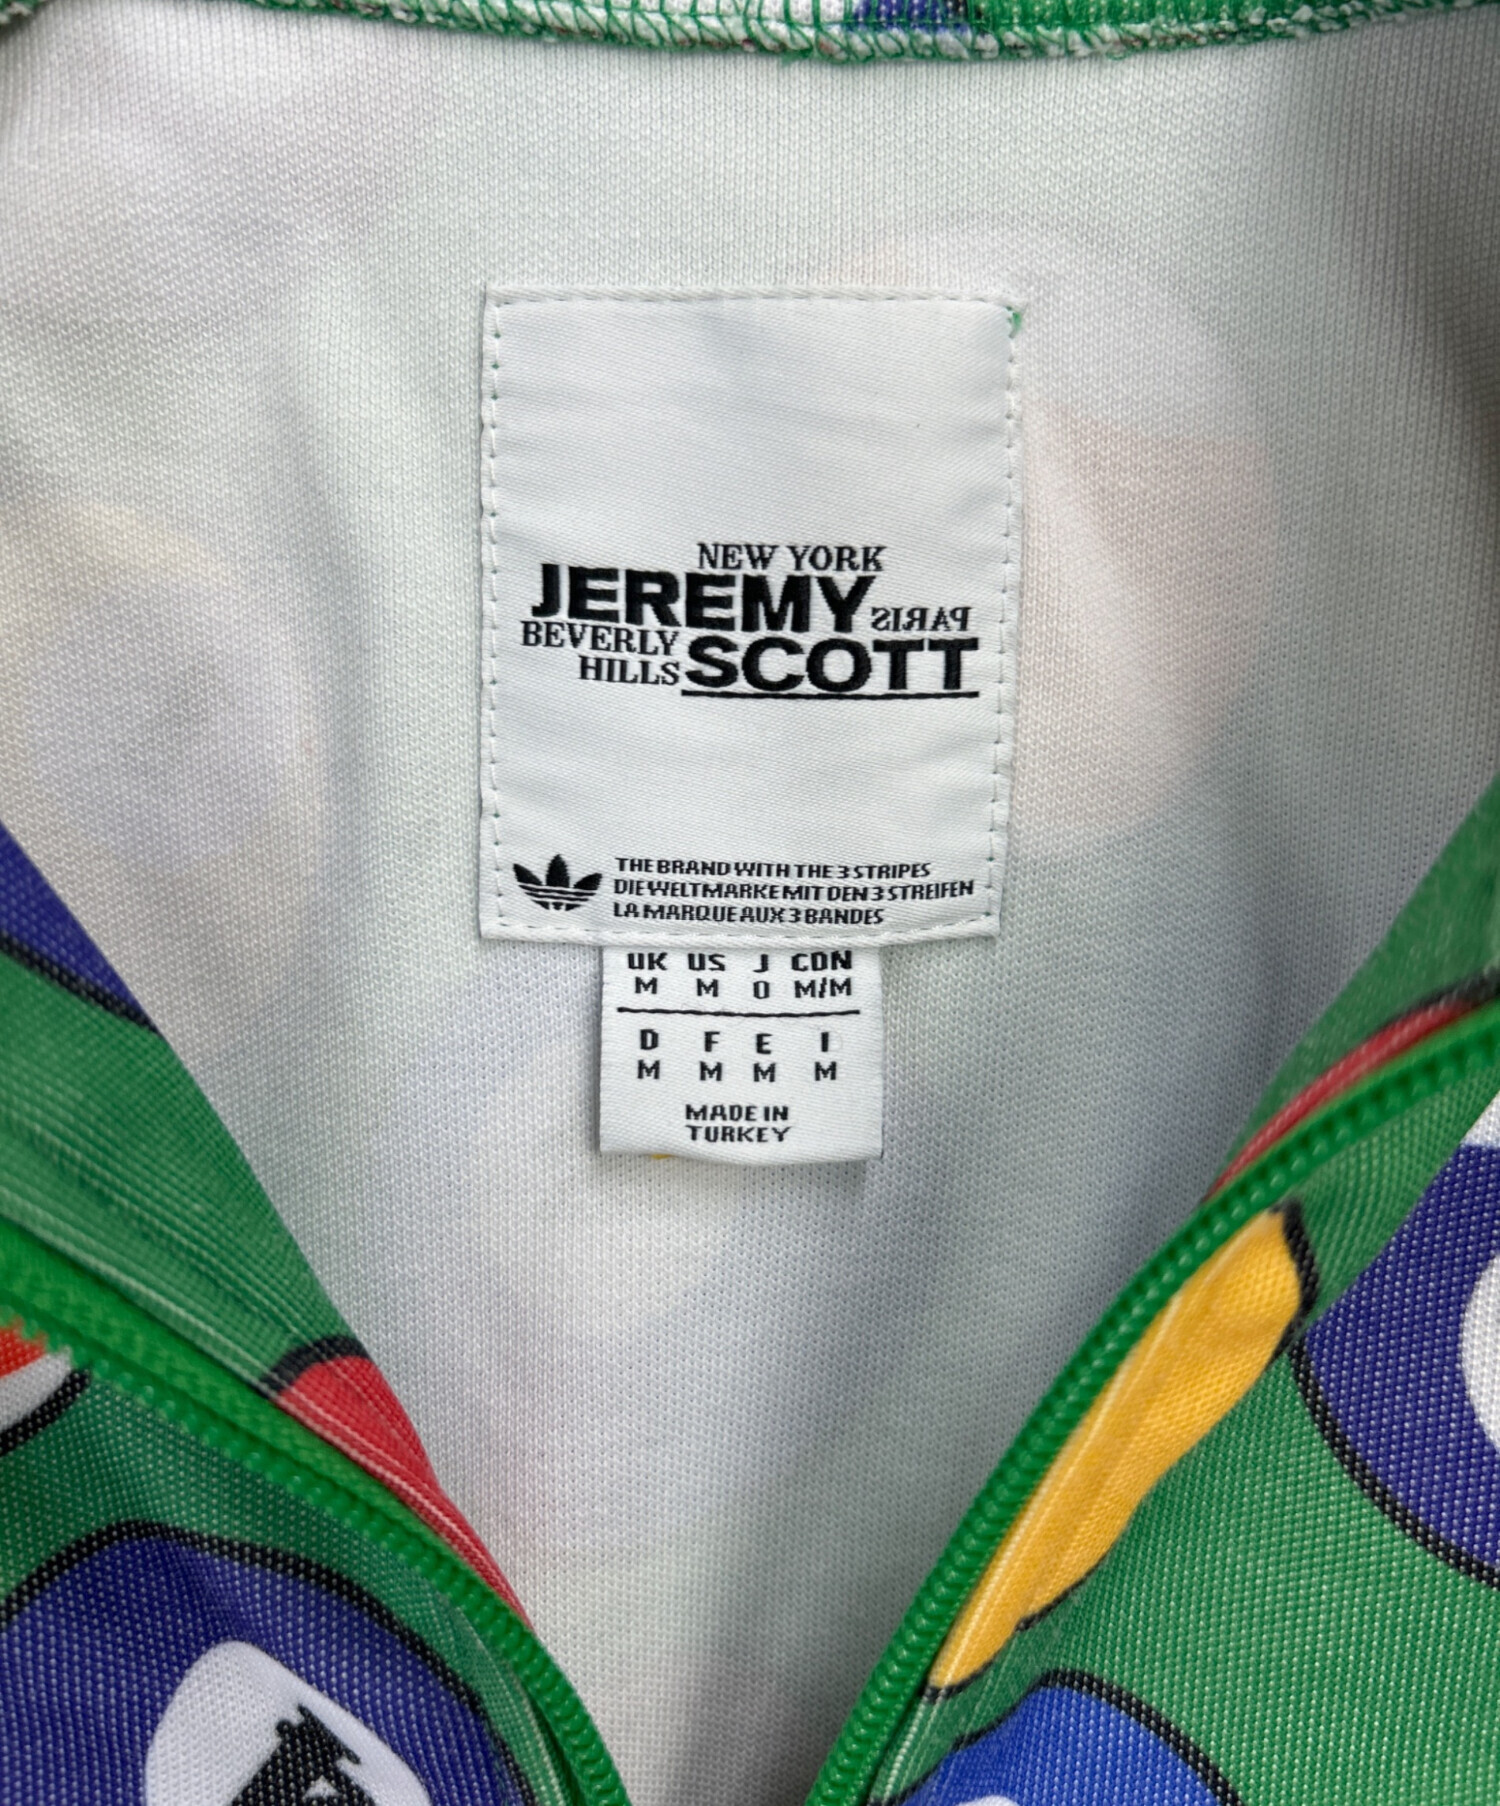 NEW YORK
JEREMY PARIS
BEVERLY HILLS SCOTT
THE BRAND WITH THE 3 STRIPES
DIE WELTMARKE MIT DEN 3 STREIFEN
LA MARQUE AUX 3 BANDES
UK US J CDN
M M O M/M
D F E I
M M M M
MADE IN
TURKEY